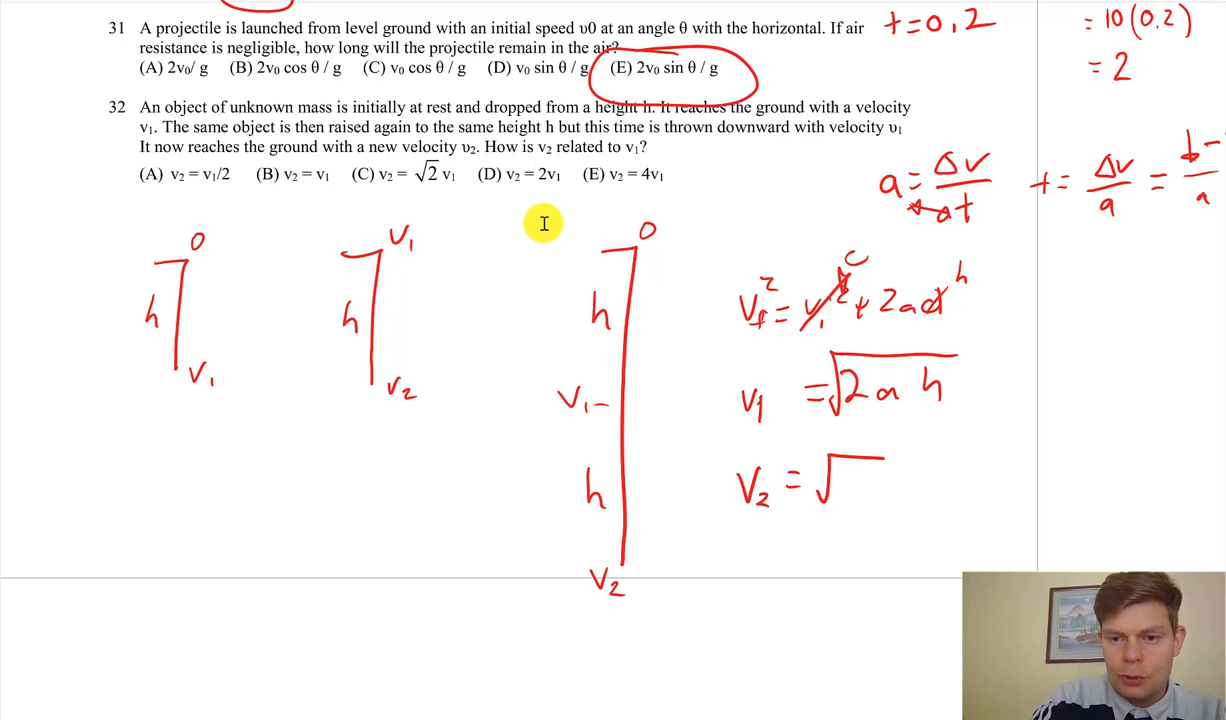 31 A projectile is launched from level ground with an initial speed υ0 at an angle θ with the horizontal. If air
resistance is negligible, how long will the projectile remain in the air?
(A) 2v₀/ g (B) 2v₀ cos θ / g (C) v₀ cos θ / g (D) v₀ sin θ / g (E) 2v₀ sin θ / g
t=0,2
= 10(0,2)
= 2
32 An object of unknown mass is initially at rest and dropped from a height h. It reaches the ground with a velocity
v₁. The same object is then raised again to the same height h but this time is thrown downward with velocity υ₁
It now reaches the ground with a new velocity υ₂. How is v₂ related to v₁?
(A) v₂ = v₁/2 (B) v₂ = v₁ (C) v₂ = √2 v₁ (D) v₂ = 2v₁ (E) v₂ = 4v₁
a = Δv/Δt
t = Δv/a =
0
h
v₁
v₁
h
v₂
0
h
v₁ –
h
v₂
v_f² = v₁² + 2ad h
v₁ = √2ah
v₂ = √